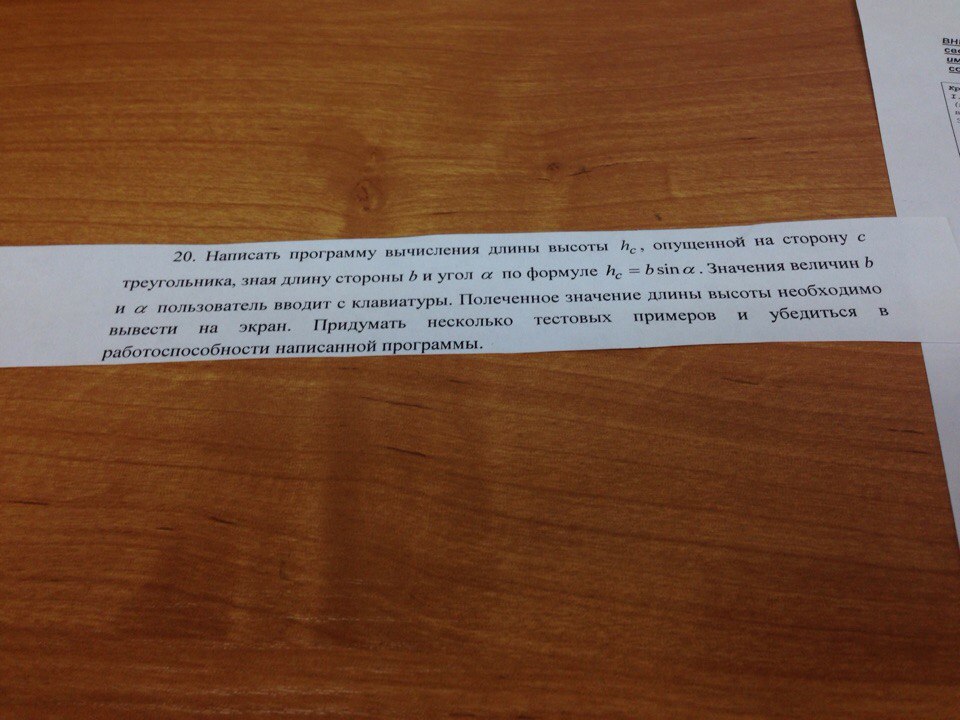 20. Написать программу вычисления длины высоты h_c, опущенной на сторону c
треугольника, зная длину стороны b и угол α по формуле h_c = b sin α. Значения величин b
и α пользователь вводит с клавиатуры. Полеченное значение длины высоты необходимо
вывести на экран. Придумать несколько тестовых примеров и убедиться в
работоспособности написанной программы.